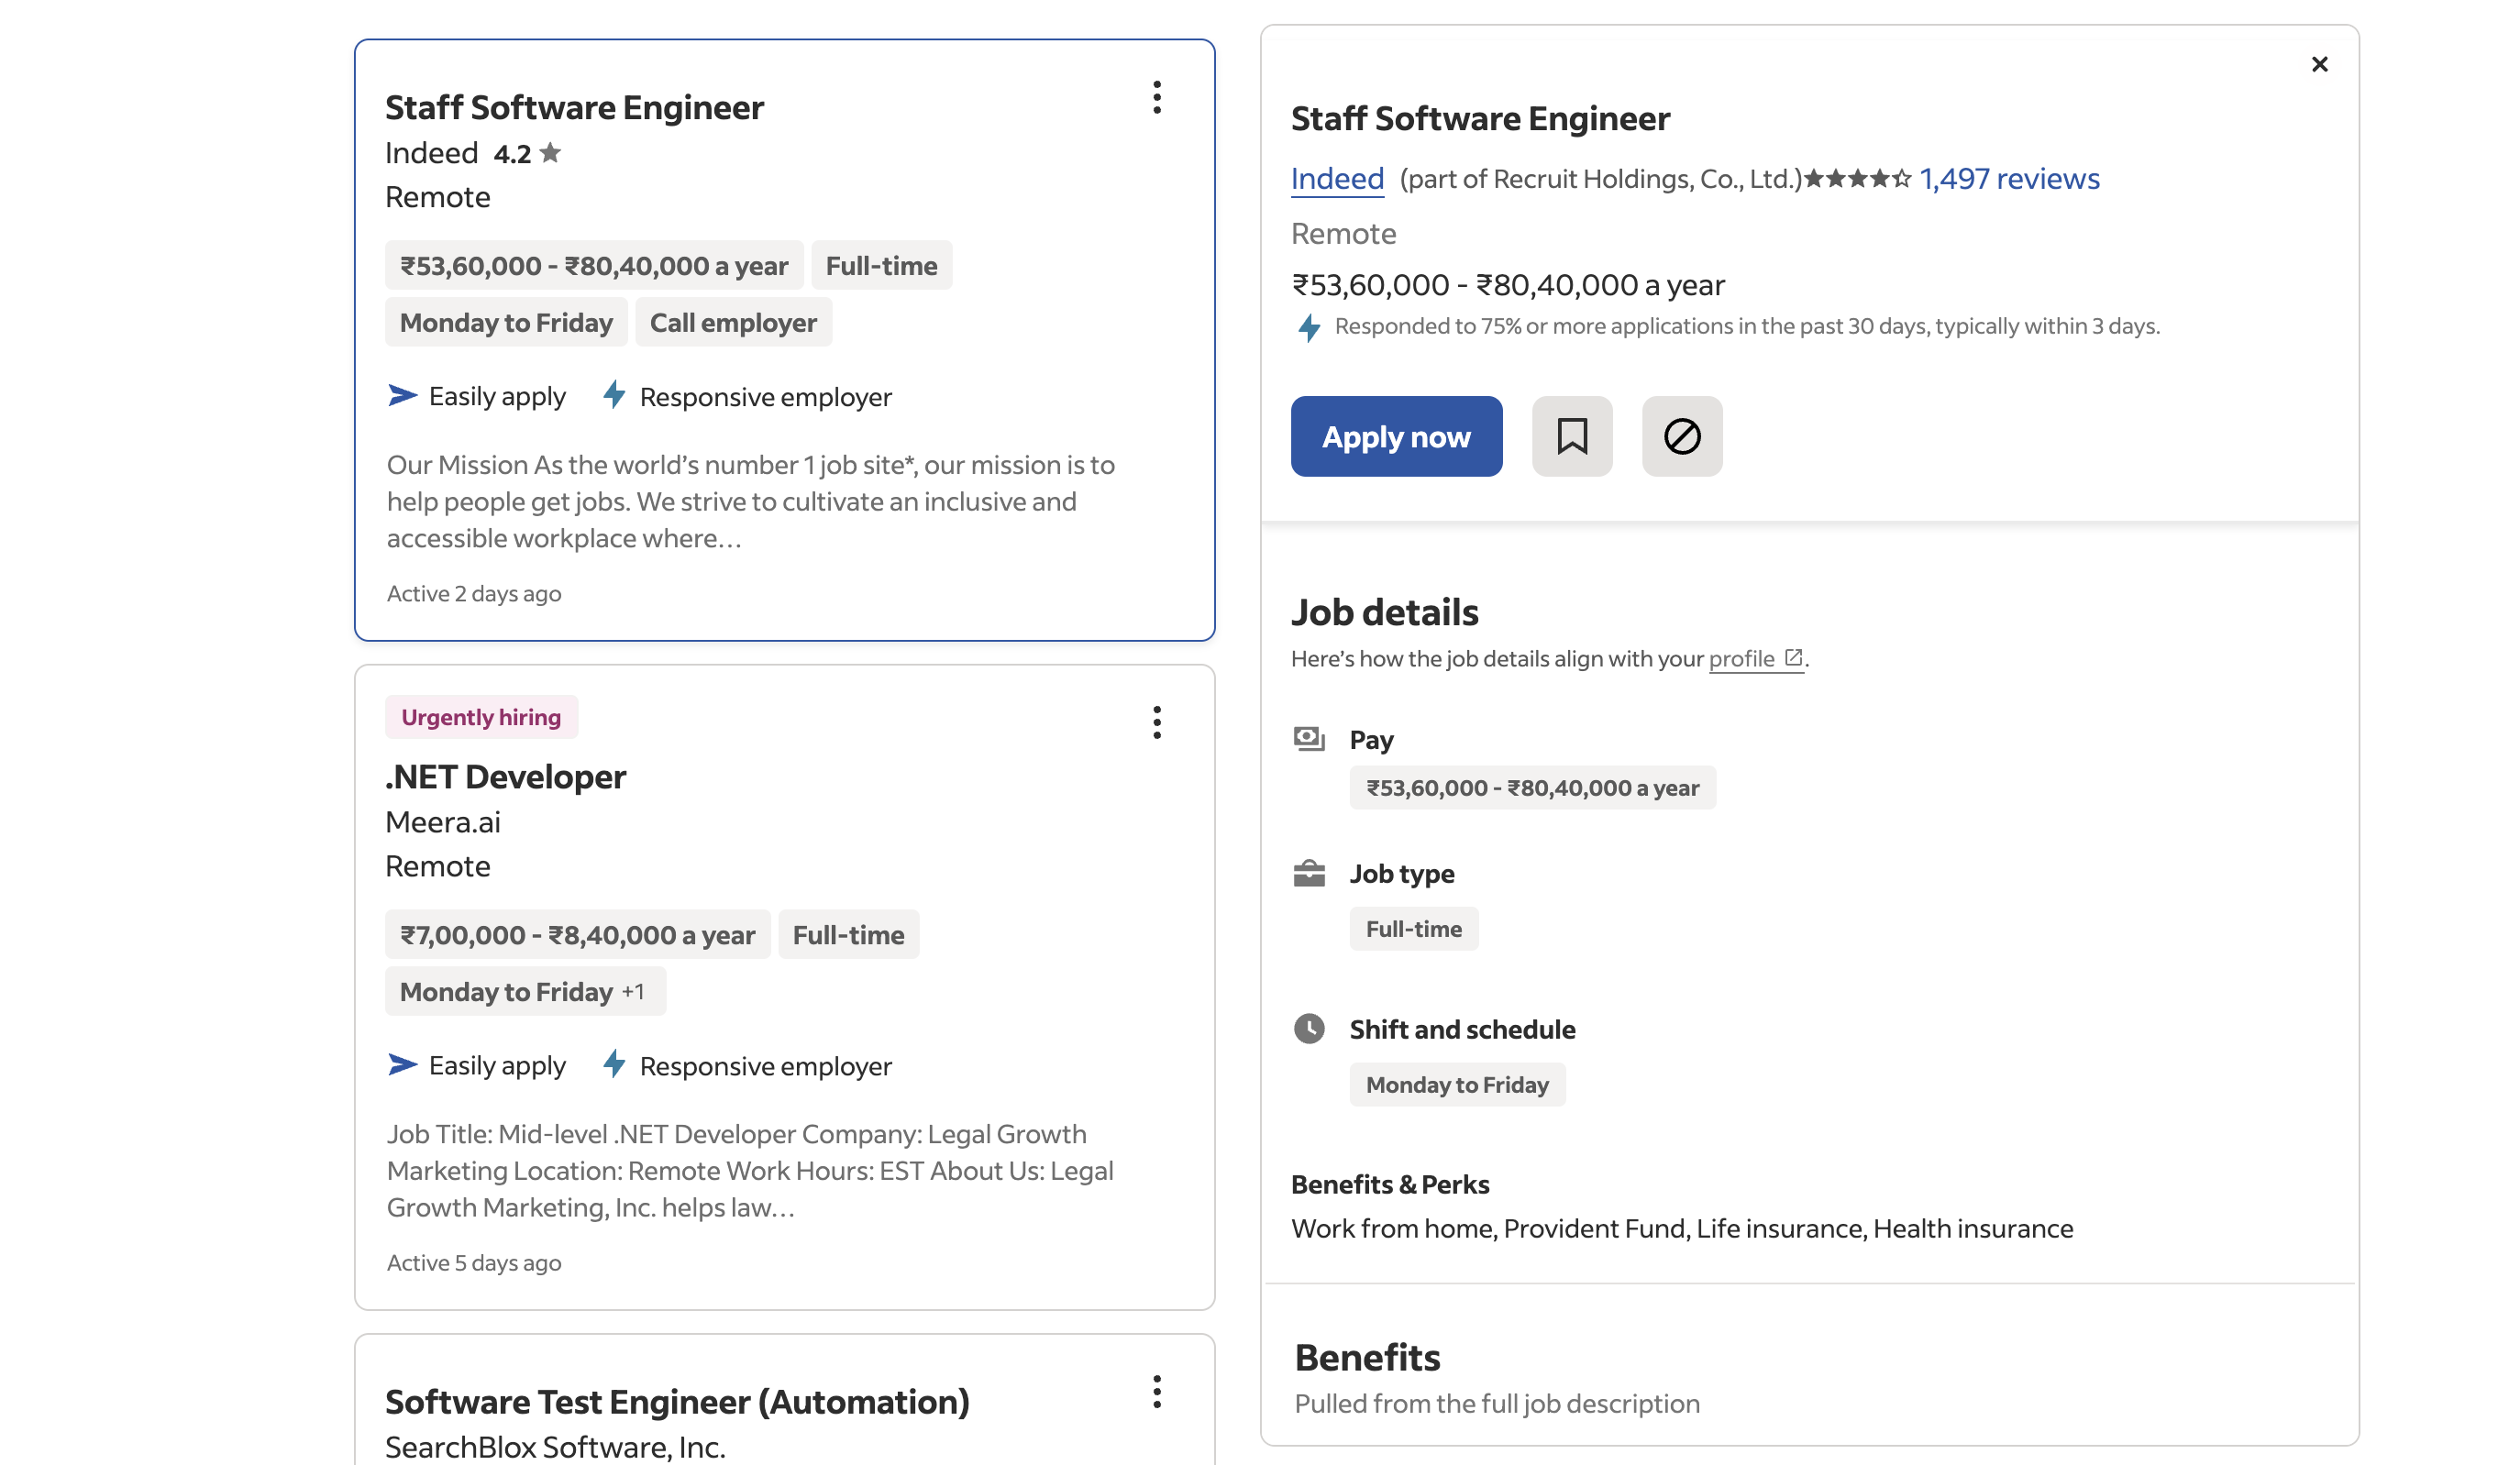 Staff Software Engineer
Indeed 4.2
Remote
₹53,60,000 - ₹80,40,000 a year
Full-time
Monday to Friday
Call employer
Easily apply
Responsive employer
Our Mission As the world’s number 1 job site*, our mission is to
help people get jobs. We strive to cultivate an inclusive and
accessible workplace where…
Active 2 days ago
Urgently hiring
.NET Developer
Meera.ai
Remote
₹7,00,000 - ₹8,40,000 a year
Full-time
Monday to Friday +1
Easily apply
Responsive employer
Job Title: Mid-level .NET Developer Company: Legal Growth
Marketing Location: Remote Work Hours: EST About Us: Legal
Growth Marketing, Inc. helps law…
Active 5 days ago
Software Test Engineer (Automation)
SearchBlox Software, Inc.
Staff Software Engineer
Indeed (part of Recruit Holdings, Co., Ltd.) 1,497 reviews
Remote
₹53,60,000 - ₹80,40,000 a year
Responded to 75% or more applications in the past 30 days, typically within 3 days.
Apply now
Job details
Here’s how the job details align with your profile.
Pay
₹53,60,000 - ₹80,40,000 a year
Job type
Full-time
Shift and schedule
Monday to Friday
Benefits & Perks
Work from home, Provident Fund, Life insurance, Health insurance
Benefits
Pulled from the full job description